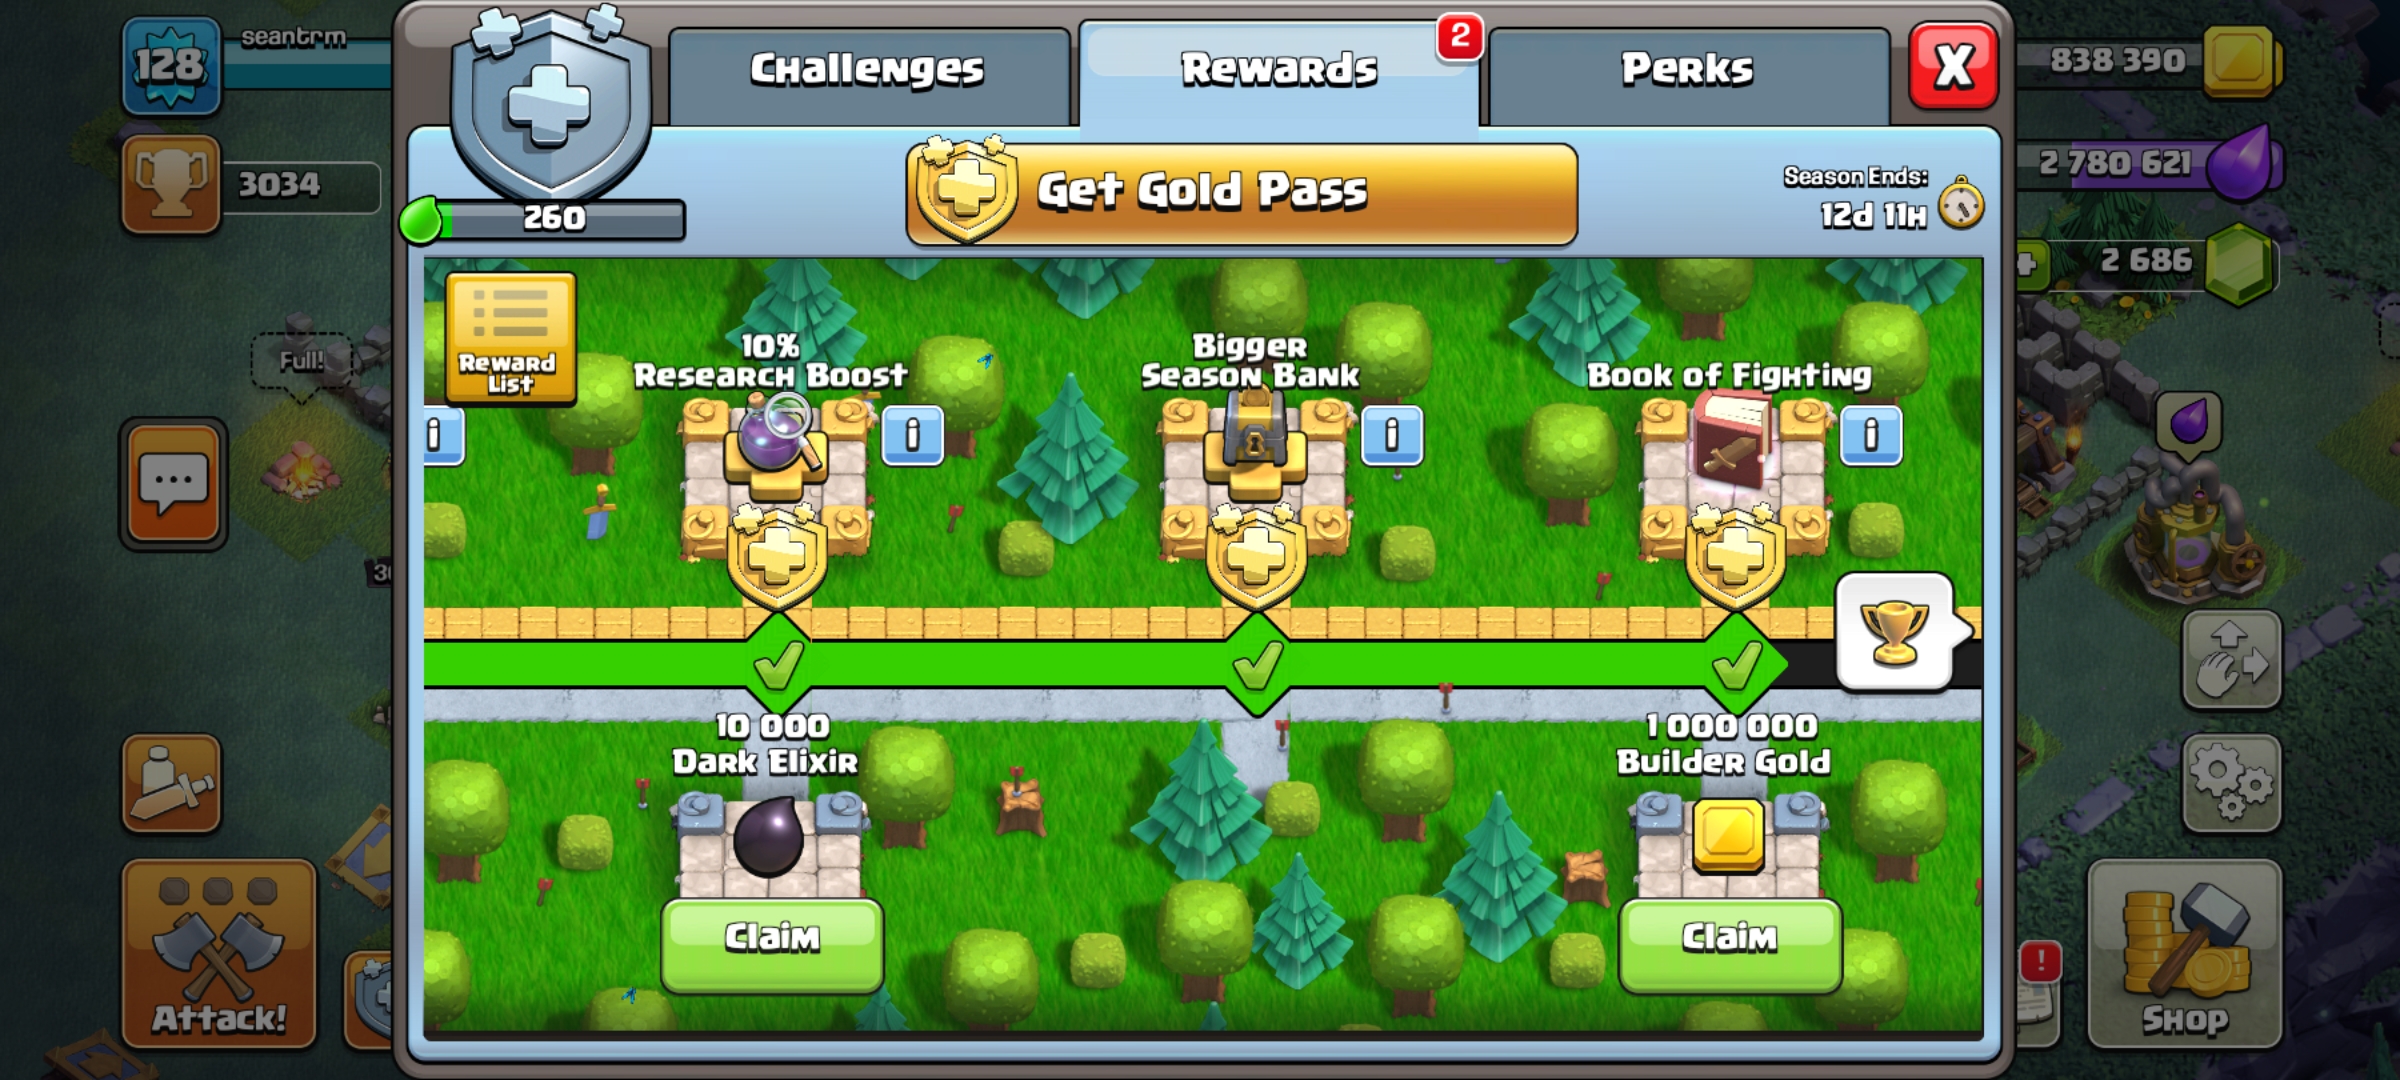 128
seantrm
3034
Challenges
Rewards
2
Perks
X
838 390
2 780 621
2 686
260
Get Gold Pass
Season Ends:
12d 11H
Reward
List
Full!
10%
Research Boost
Bigger
Season Bank
Book of Fighting
i
i
i
i
10 000
Dark Elixir
Claim
1 000 000
Builder Gold
Claim
Attack!
!
Shop